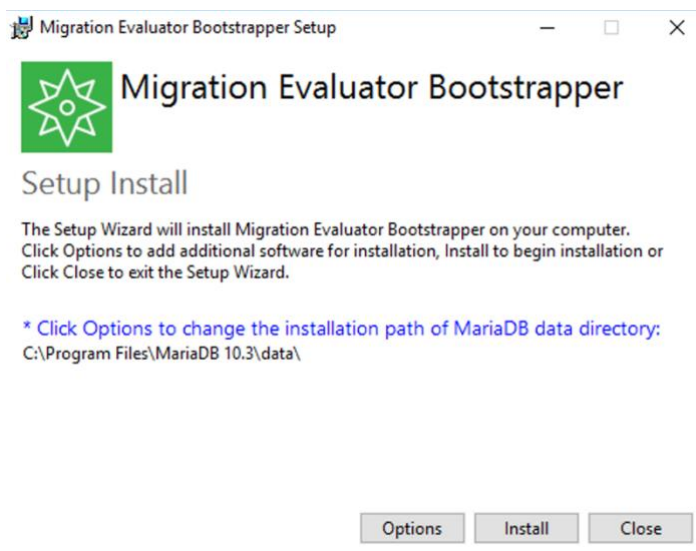 Migration Evaluator Bootstrapper Setup
Migration Evaluator Bootstrapper
Setup Install
The Setup Wizard will install Migration Evaluator Bootstrapper on your computer.
Click Options to add additional software for installation, Install to begin installation or
Click Close to exit the Setup Wizard.
* Click Options to change the installation path of MariaDB data directory:
C:\Program Files\MariaDB 10.3\data\
Options Install Close